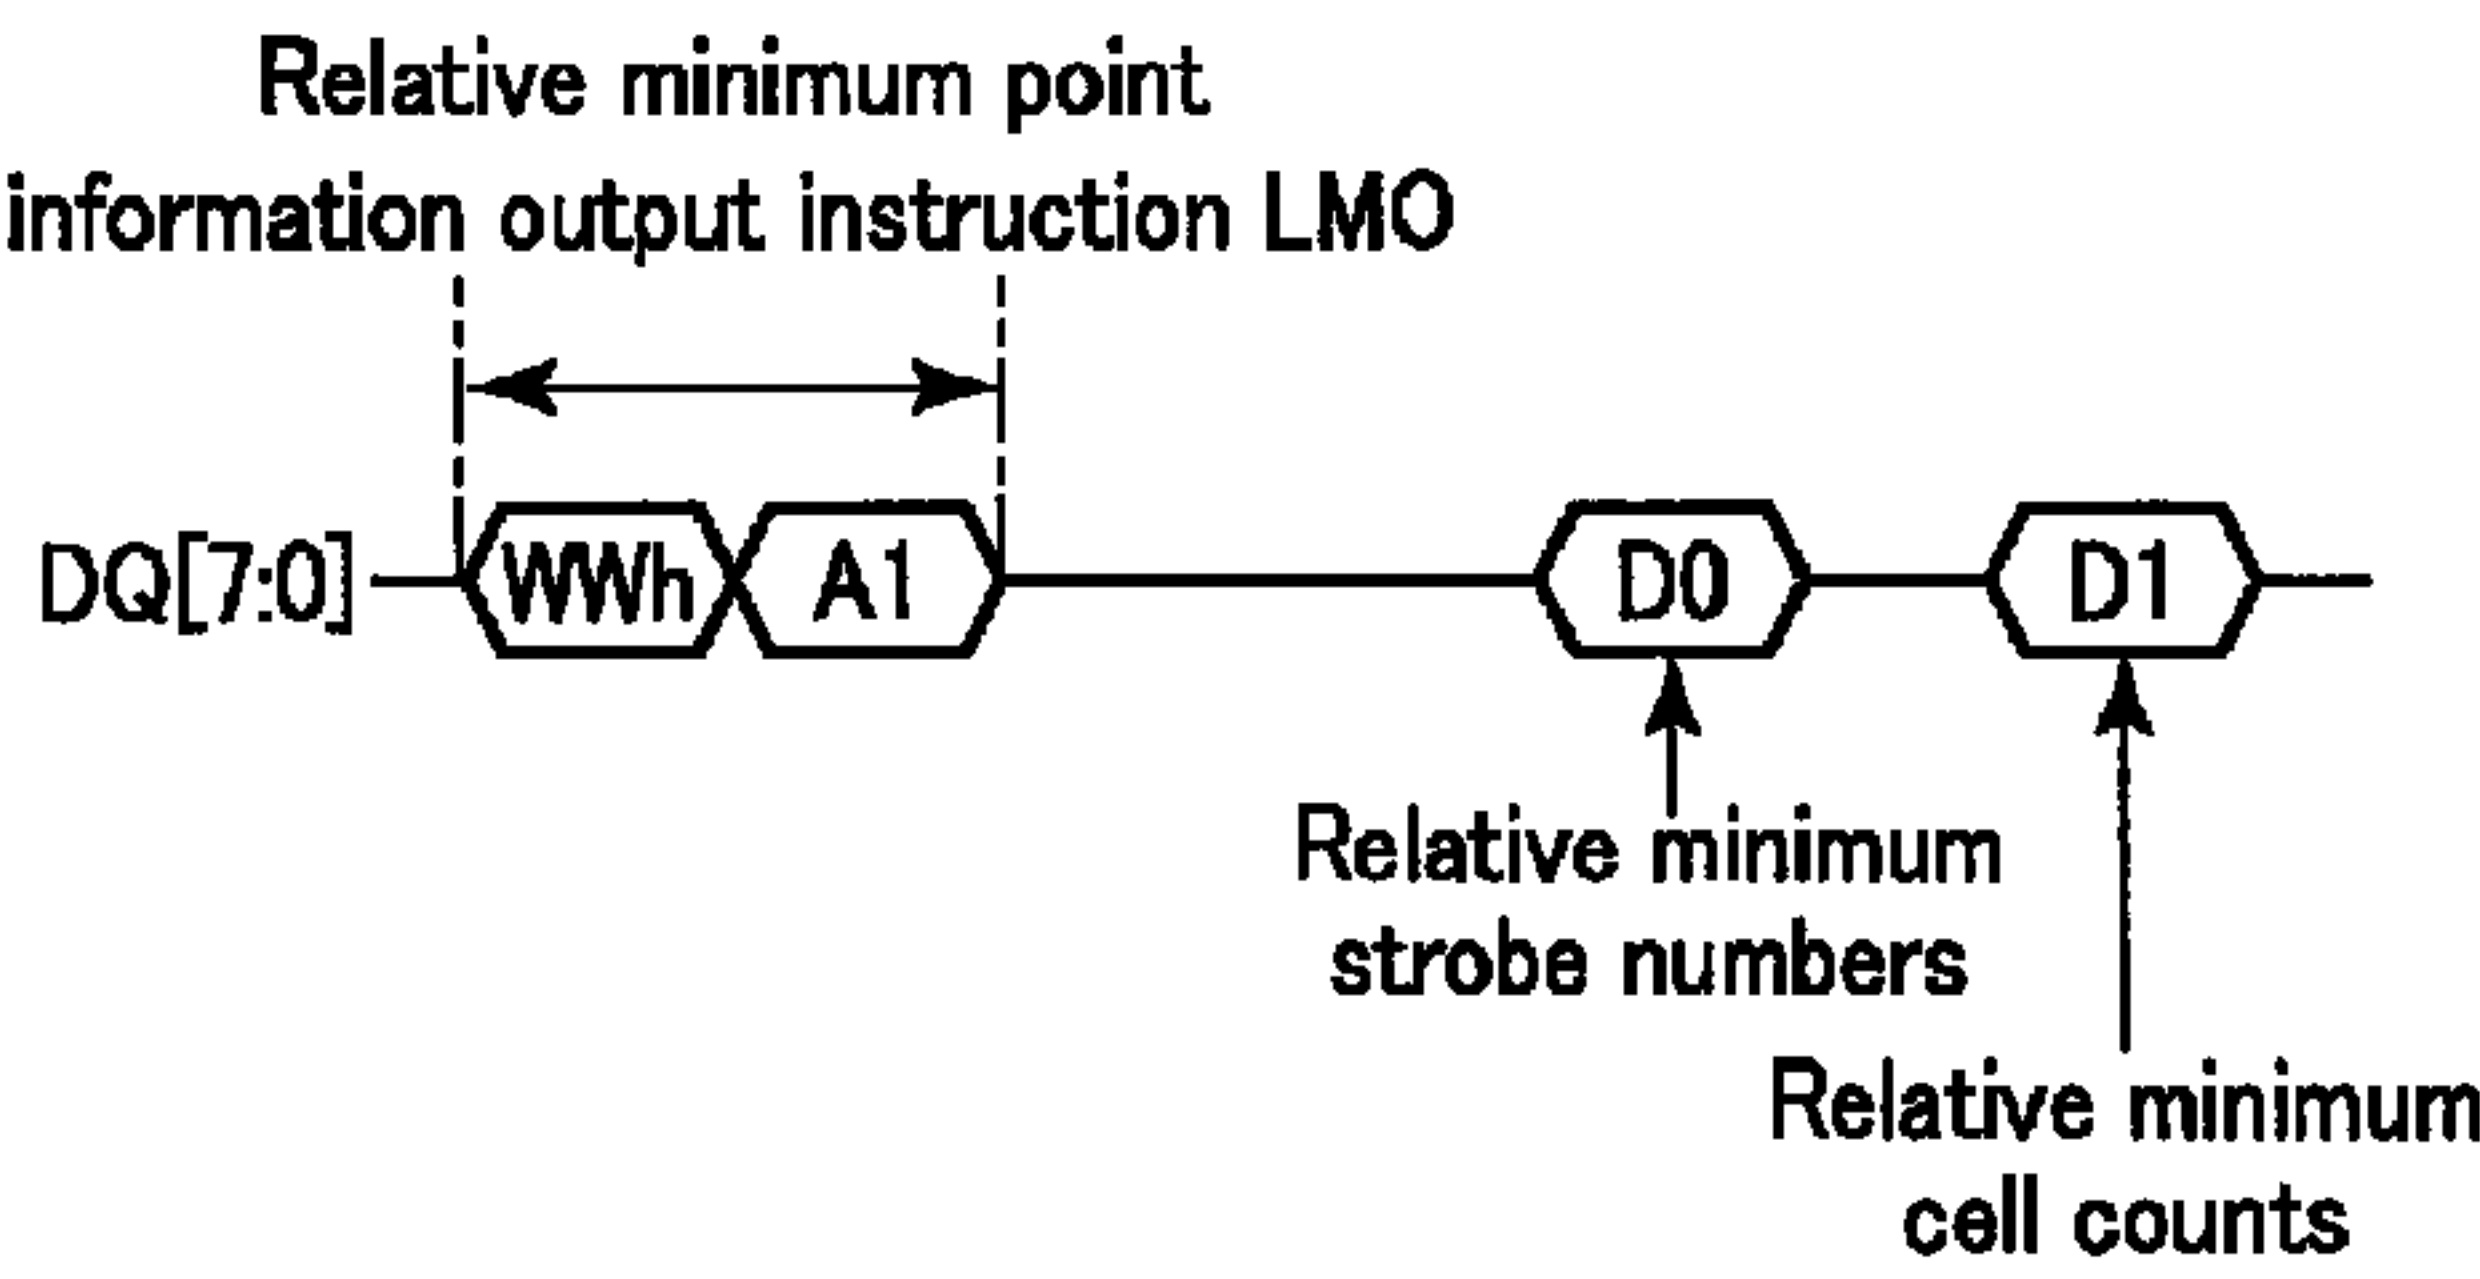 Relative minimum point
information output instruction LMO
DQ[7:0] WWh A1 D0 D1
Relative minimum
strobe numbers
Relative minimum
cell counts